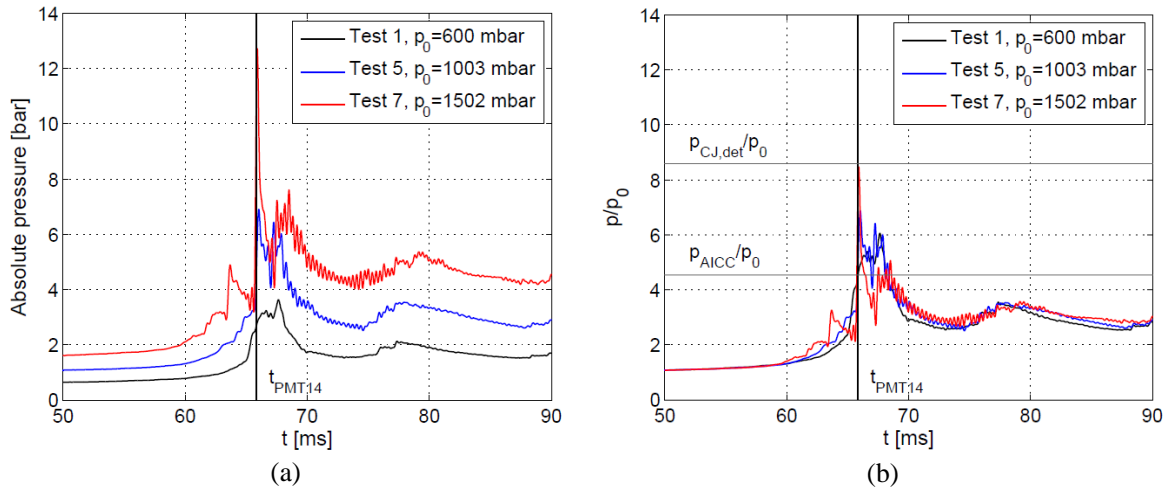 14
12
10
8
6
4
2
0
Absolute pressure [bar]
50
60
70
80
90
t [ms]
Test 1, p0=600 mbar
Test 5, p0=1003 mbar
Test 7, p0=1502 mbar
tPMT14
(a)
14
12
10
8
6
4
2
0
p/p0
50
60
70
80
90
t [ms]
Test 1, p0=600 mbar
Test 5, p0=1003 mbar
Test 7, p0=1502 mbar
pCJ,det/p0
pAICC/p0
tPMT14
(b)